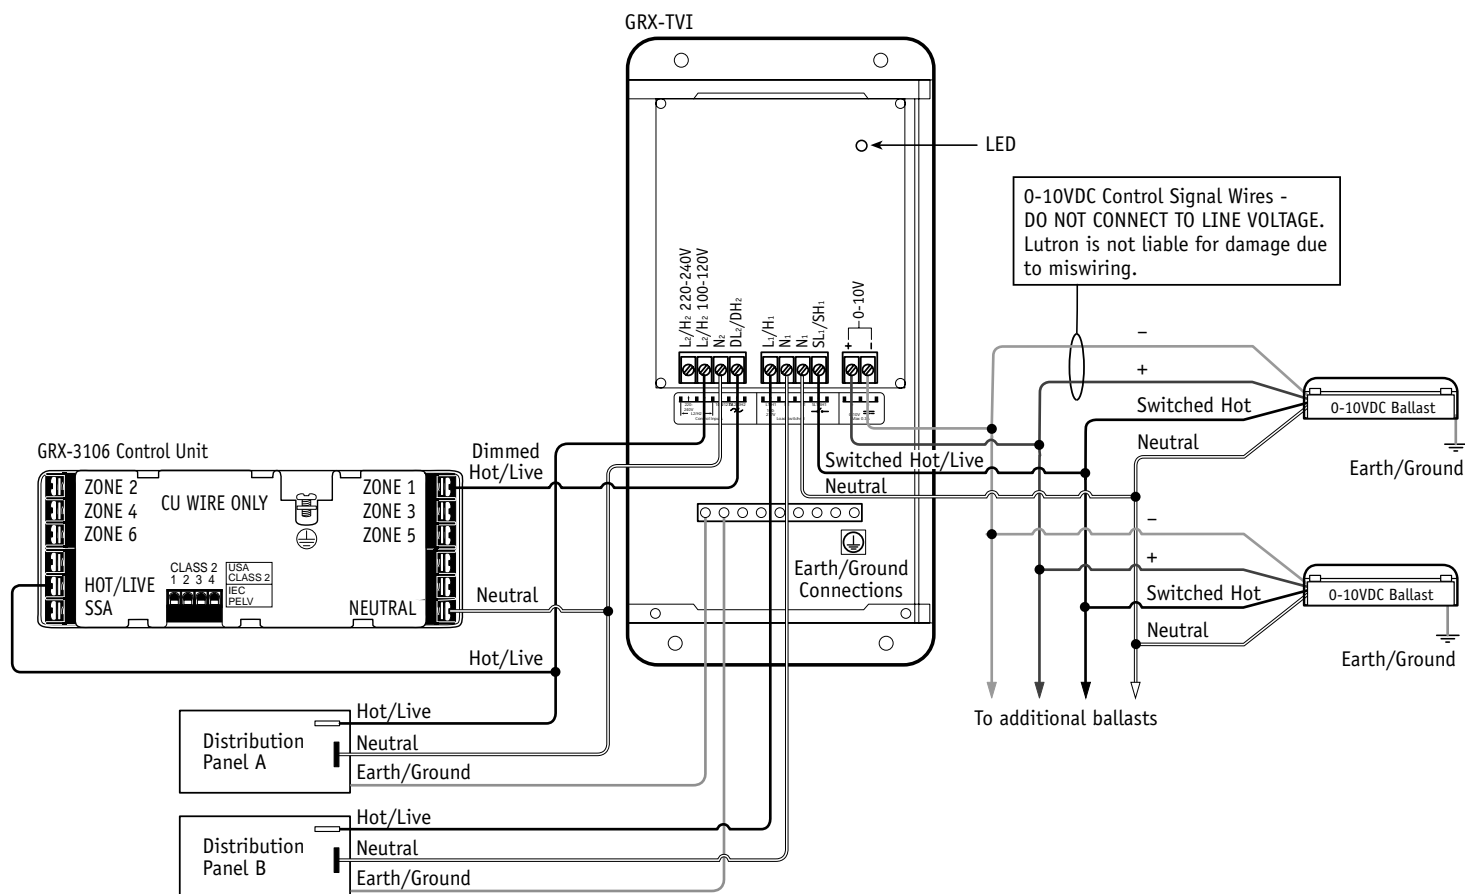 GRX-TVI
LED
0-10VDC Control Signal Wires -
DO NOT CONNECT TO LINE VOLTAGE.
Lutron is not liable for damage due
to miswiring.
L₂/H₂ 220-240V
L₂/H₂ 100-120V
N₂
DL₂/DH₂
L₁/H₁
N₁
N₁
SL₁/SH₁
0-10V
+
-
−
+
Switched Hot
Neutral
0-10VDC Ballast
Earth/Ground
GRX-3106 Control Unit
ZONE 2
ZONE 4
ZONE 6
HOT/LIVE
SSA
CU WIRE ONLY
CLASS 2
1 2 3 4
USA
CLASS 2
IEC
PELV
ZONE 1
ZONE 3
ZONE 5
NEUTRAL
Dimmed
Hot/Live
Neutral
Hot/Live
Switched Hot/Live
Neutral
Earth/Ground
Connections
−
+
Switched Hot
Neutral
0-10VDC Ballast
Earth/Ground
To additional ballasts
Distribution
Panel A
Hot/Live
Neutral
Earth/Ground
Distribution
Panel B
Hot/Live
Neutral
Earth/Ground